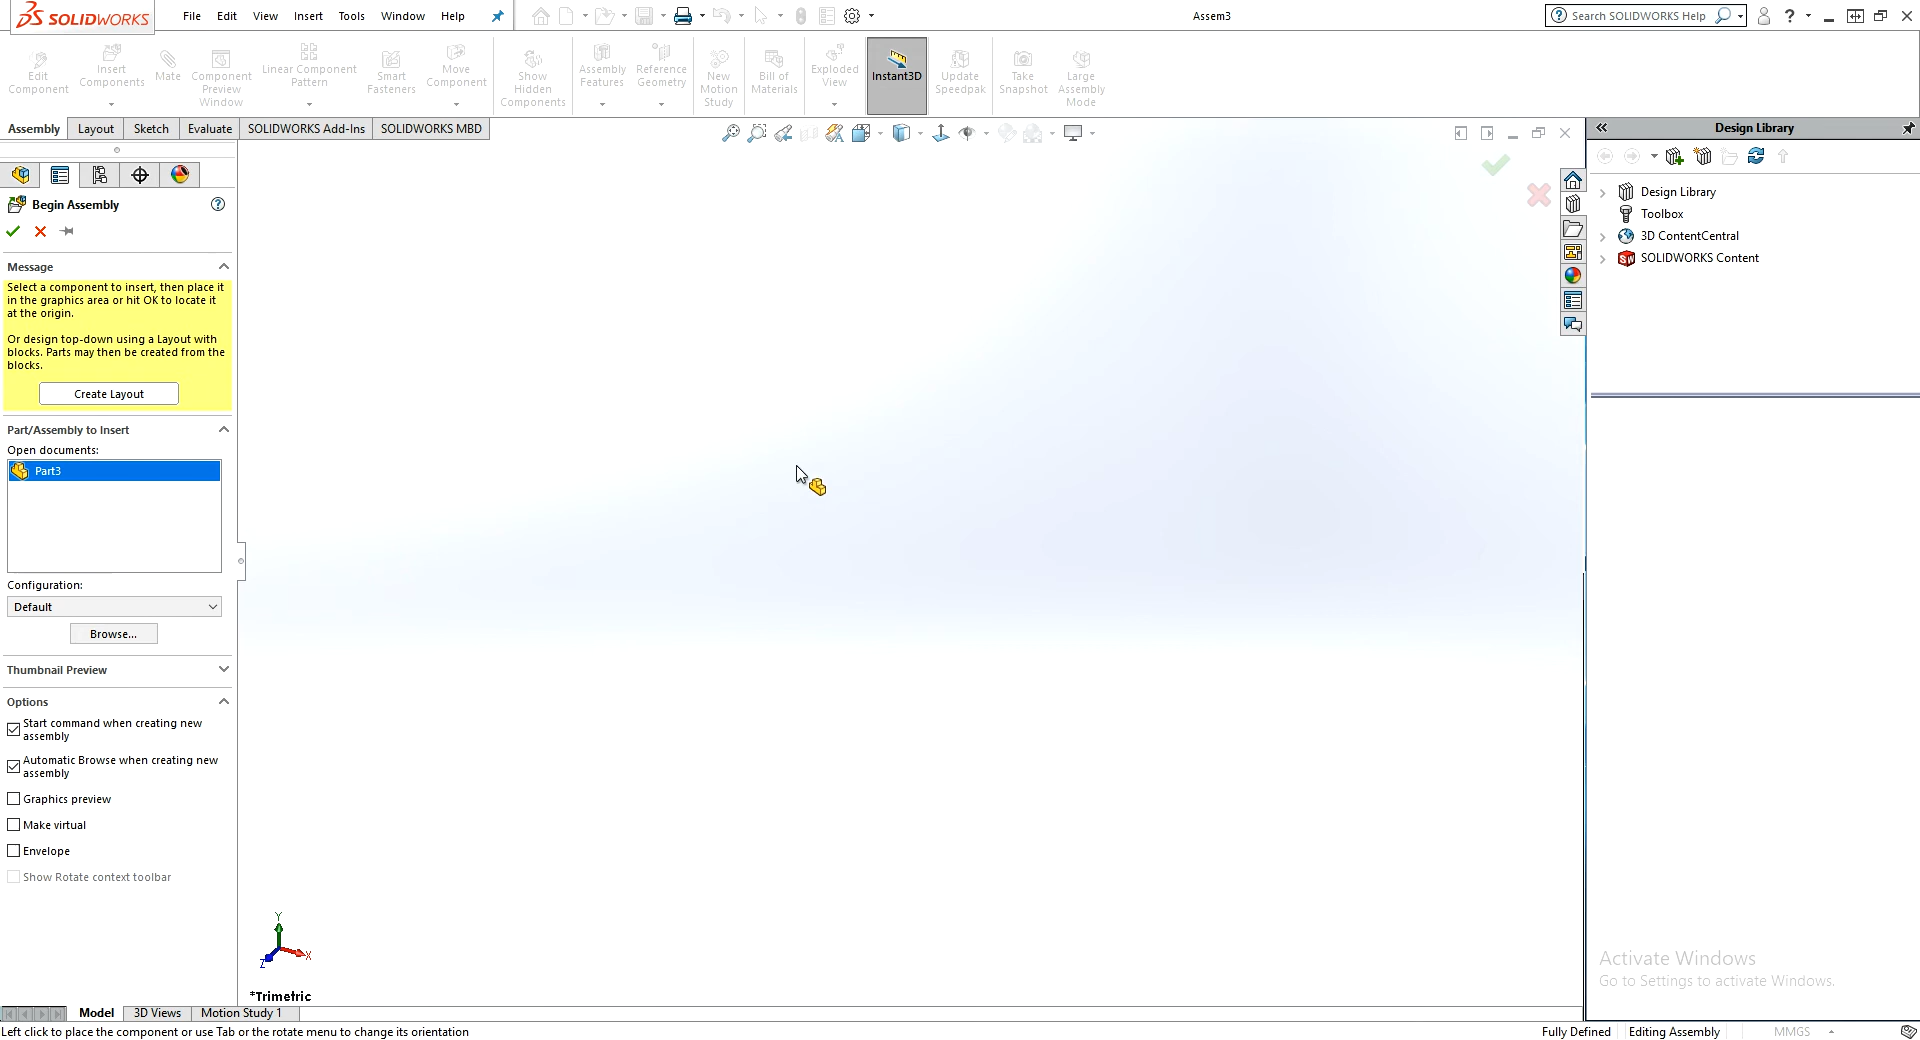 SOLIDWORKS
File Edit View Insert Tools Window Help
Assem3
Search SOLIDWORKS Help
Edit Component
Insert Components
Mate
Component Preview Window
Linear Component Pattern
Smart Fasteners
Move Component
Show Hidden Components
Assembly Features
Reference Geometry
New Motion Study
Bill of Materials
Exploded View
Instant3D
Update Speedpak
Take Snapshot
Large Assembly Mode
Assembly Layout Sketch Evaluate SOLIDWORKS Add-Ins SOLIDWORKS MBD
Begin Assembly
Message
Select a component to insert, then place it
in the graphics area or hit OK to locate it
at the origin.
Or design top-down using a Layout with
blocks. Parts may then be created from the
blocks.
Create Layout
Part/Assembly to Insert
Open documents:
Part3
Configuration:
Default
Browse...
Thumbnail Preview
Options
Start command when creating new
assembly
Automatic Browse when creating new
assembly
Graphics preview
Make virtual
Envelope
Show Rotate context toolbar
Y
X
Z
*Trimetric
Model 3D Views Motion Study 1
Left click to place the component or use Tab or the rotate menu to change its orientation
Design Library
Design Library
Toolbox
3D ContentCentral
SW SOLIDWORKS Content
Activate Windows
Go to Settings to activate Windows.
Fully Defined Editing Assembly MMGS